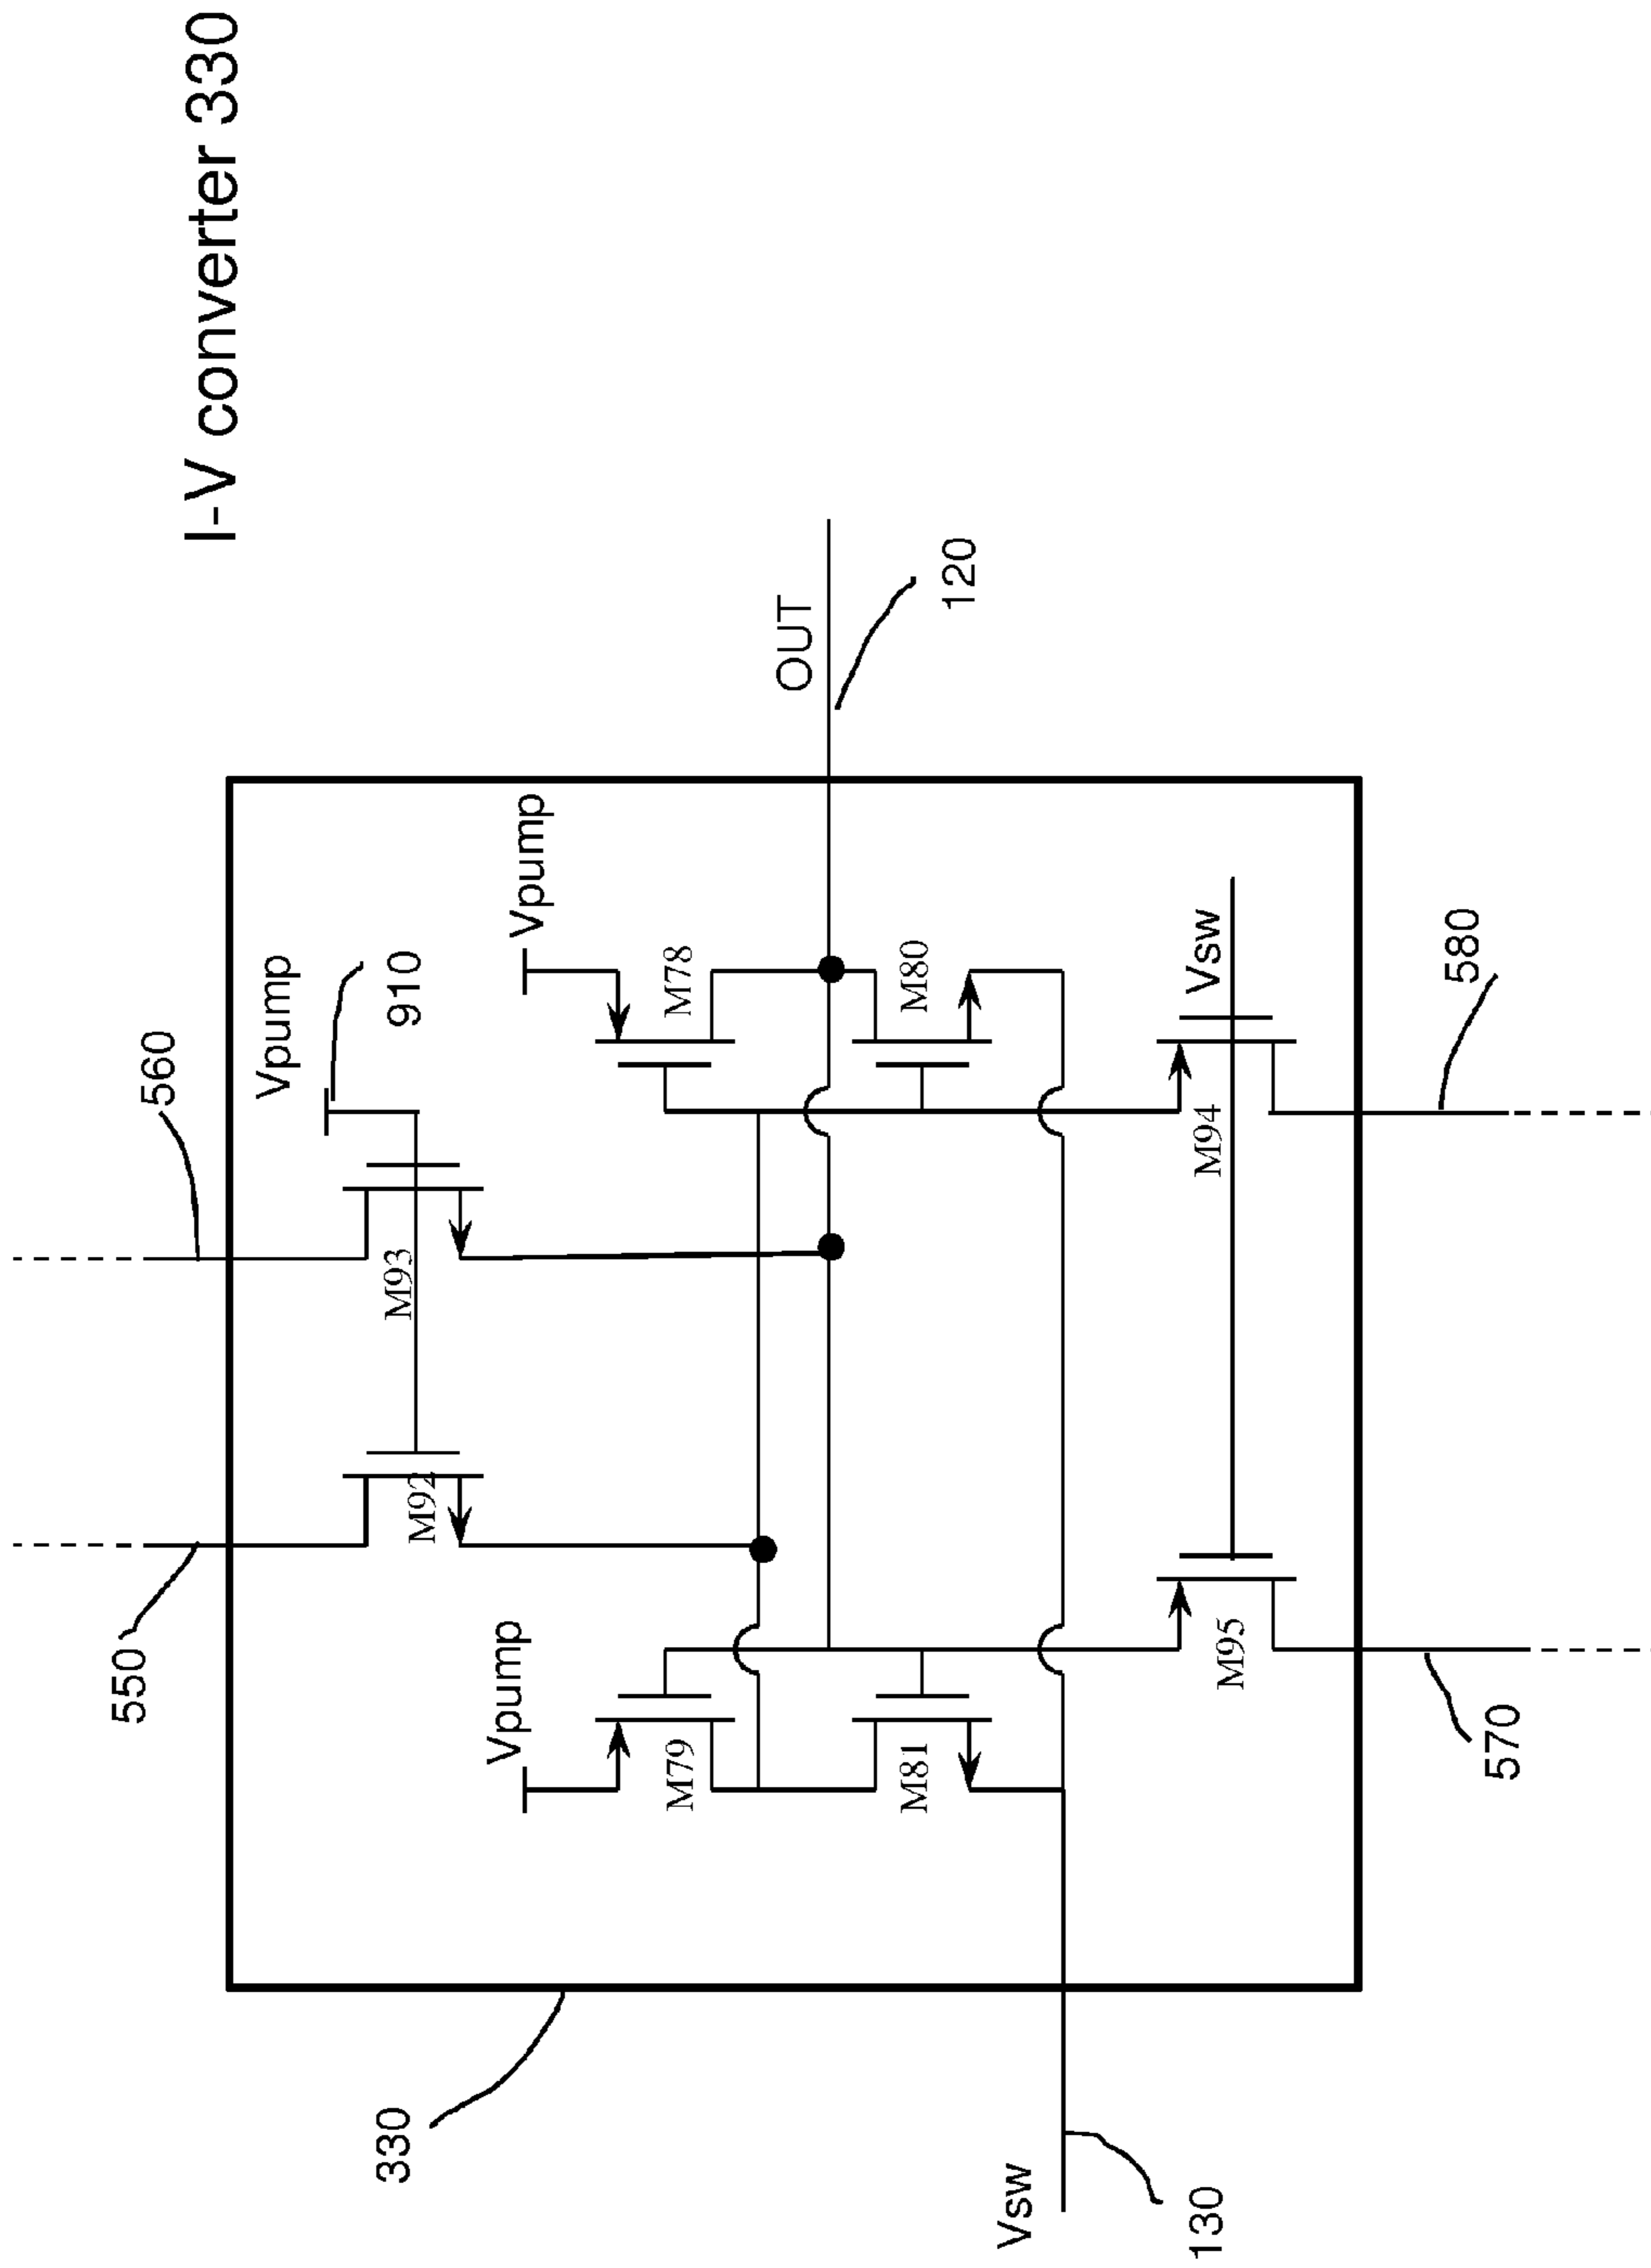 I-V converter 330
560
550
Vpump
910
Vpump
Vpump
M93
M92
M79
M78
OUT
120
M81
M80
Vsw
M94
M95
Vsw
130
330
570
580